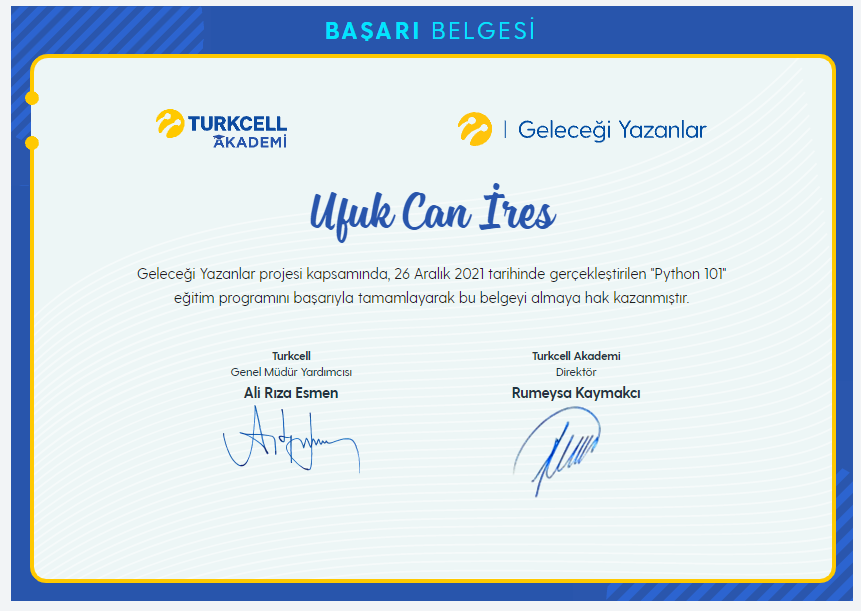 BAŞARI BELGESİ
TURKCELL
AKADEMİ
Geleceği Yazanlar
Ufuk Can İres
Geleceği Yazanlar projesi kapsamında, 26 Aralık 2021 tarihinde gerçekleştirilen "Python 101"
eğitim programını başarıyla tamamlayarak bu belgeyi almaya hak kazanmıştır.
Turkcell
Genel Müdür Yardımcısı
Ali Rıza Esmen
Turkcell Akademi
Direktör
Rumeysa Kaymakcı